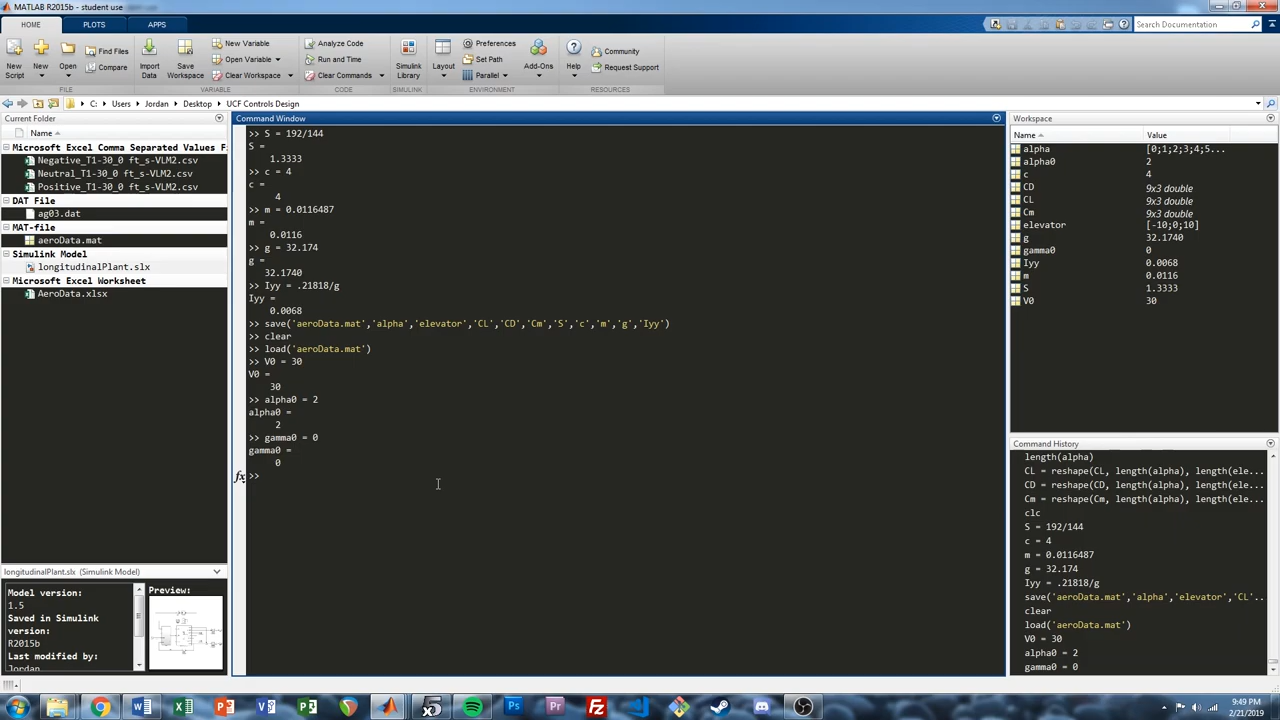 MATLAB R2015b - student use
HOME
PLOTS
APPS
Search Documentation
New Script
New
Open
Find Files
Compare
Import Data
Save Workspace
New Variable
Open Variable
Clear Workspace
Analyze Code
Run and Time
Clear Commands
Simulink Library
Layout
Preferences
Set Path
Parallel
Add-Ons
Help
Community
Request Support
FILE
VARIABLE
CODE
SIMULINK
ENVIRONMENT
RESOURCES
C: Users Jordan Desktop UCF Controls Design
Current Folder
Name
Microsoft Excel Comma Separated Values F
Negative_T1-30_0 ft_s-VLM2.csv
Neutral_T1-30_0 ft_s-VLM2.csv
Positive_T1-30_0 ft_s-VLM2.csv
DAT File
ag03.dat
MAT-file
aeroData.mat
Simulink Model
longitudinalPlant.slx
Microsoft Excel Worksheet
AeroData.xlsx
longitudinalPlant.slx (Simulink Model)
Model version:
1.5
Saved in Simulink
version:
R2015b
Last modified by:
Jordan
Preview:
Command Window
>> S = 192/144
S =
1.3333
>> c = 4
c =
4
>> m = 0.0116487
m =
0.0116
>> g = 32.174
g =
32.1740
>> Iyy = .21818/g
Iyy =
0.0068
>> save('aeroData.mat','alpha','elevator','CL','CD','Cm','S','c','m','g','Iyy')
>> clear
>> load('aeroData.mat')
>> V0 = 30
V0 =
30
>> alpha0 = 2
alpha0 =
2
>> gamma0 = 0
gamma0 =
0
fx >>
Workspace
Name Value
alpha [0;1;2;3;4;5...
alpha0 2
c 4
CD 9x3 double
CL 9x3 double
Cm 9x3 double
elevator [-10;0;10]
g 32.1740
gamma0 0
Iyy 0.0068
m 0.0116
S 1.3333
V0 30
Command History
length(alpha)
CL = reshape(CL, length(alpha), length(ele...
CD = reshape(CD, length(alpha), length(ele...
Cm = reshape(Cm, length(alpha), length(ele...
clc
S = 192/144
c = 4
m = 0.0116487
g = 32.174
Iyy = .21818/g
save('aeroData.mat','alpha','elevator','CL'..
clear
load('aeroData.mat')
V0 = 30
alpha0 = 2
gamma0 = 0
9:49 PM
2/21/2019